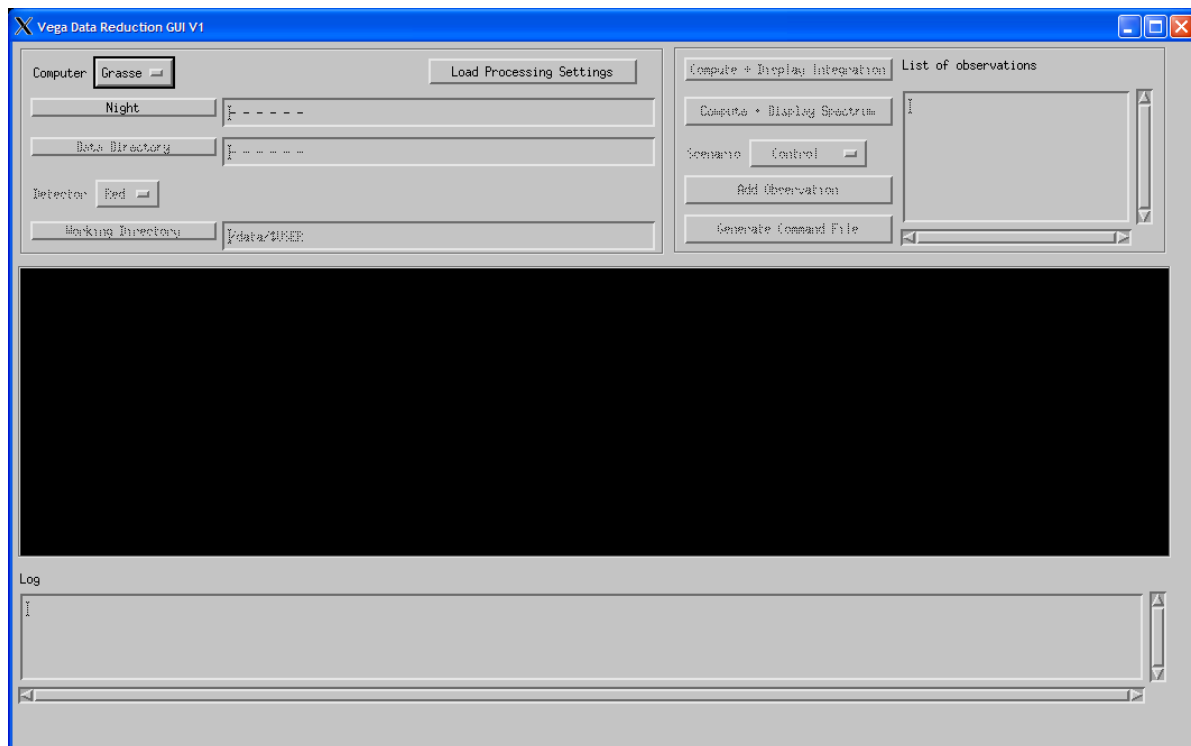 Vega Data Reduction GUI V1
Computer Grasse
Load Processing Settings
Night
- - - - - -
Data Directory
- - - - - -
Detector Red
Working Directory
/data/$USER
Compute + Display Integration
Compute + Display Spectrum
Scenario Control
Add Observation
Generate Command File
List of observations
Log